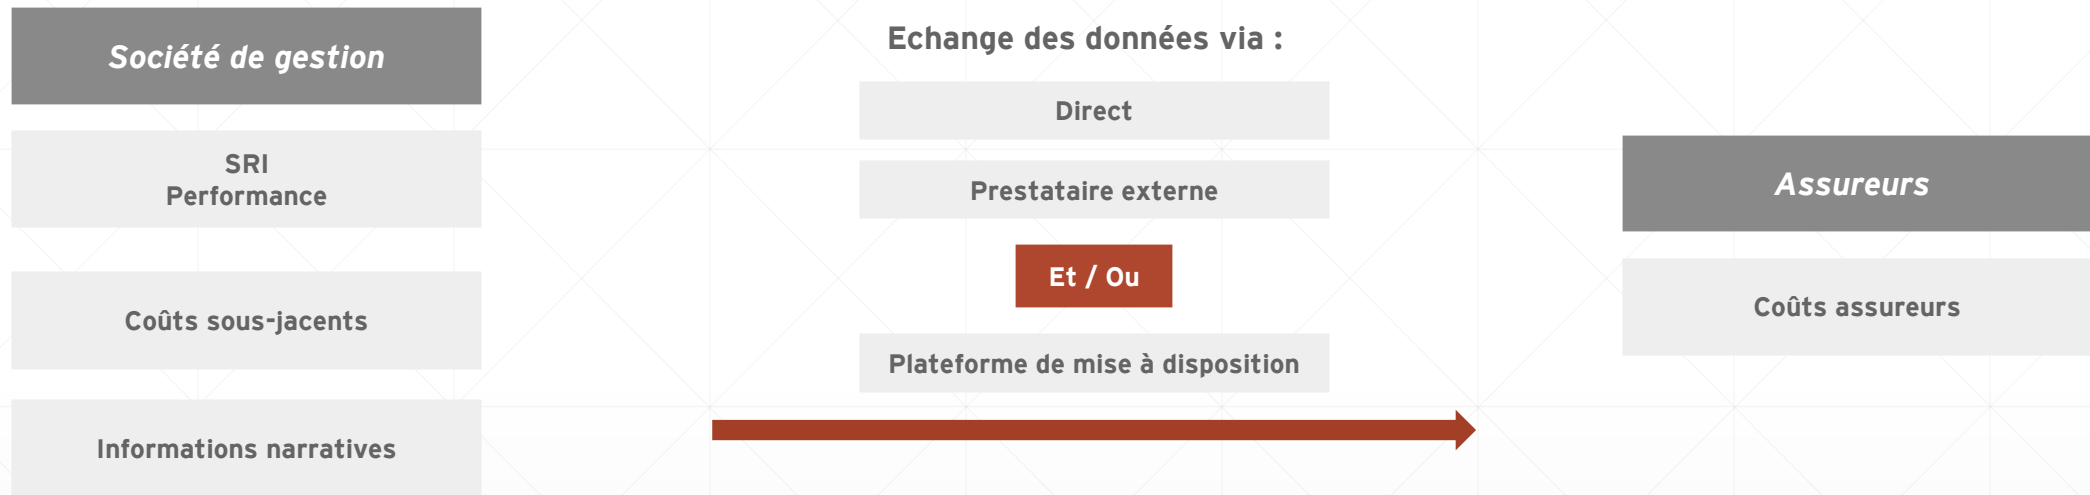 Société de gestion
SRI
Performance
Coûts sous-jacents
Informations narratives
Echange des données via :
Direct
Prestataire externe
Et / Ou
Plateforme de mise à disposition
Assureurs
Coûts assureurs